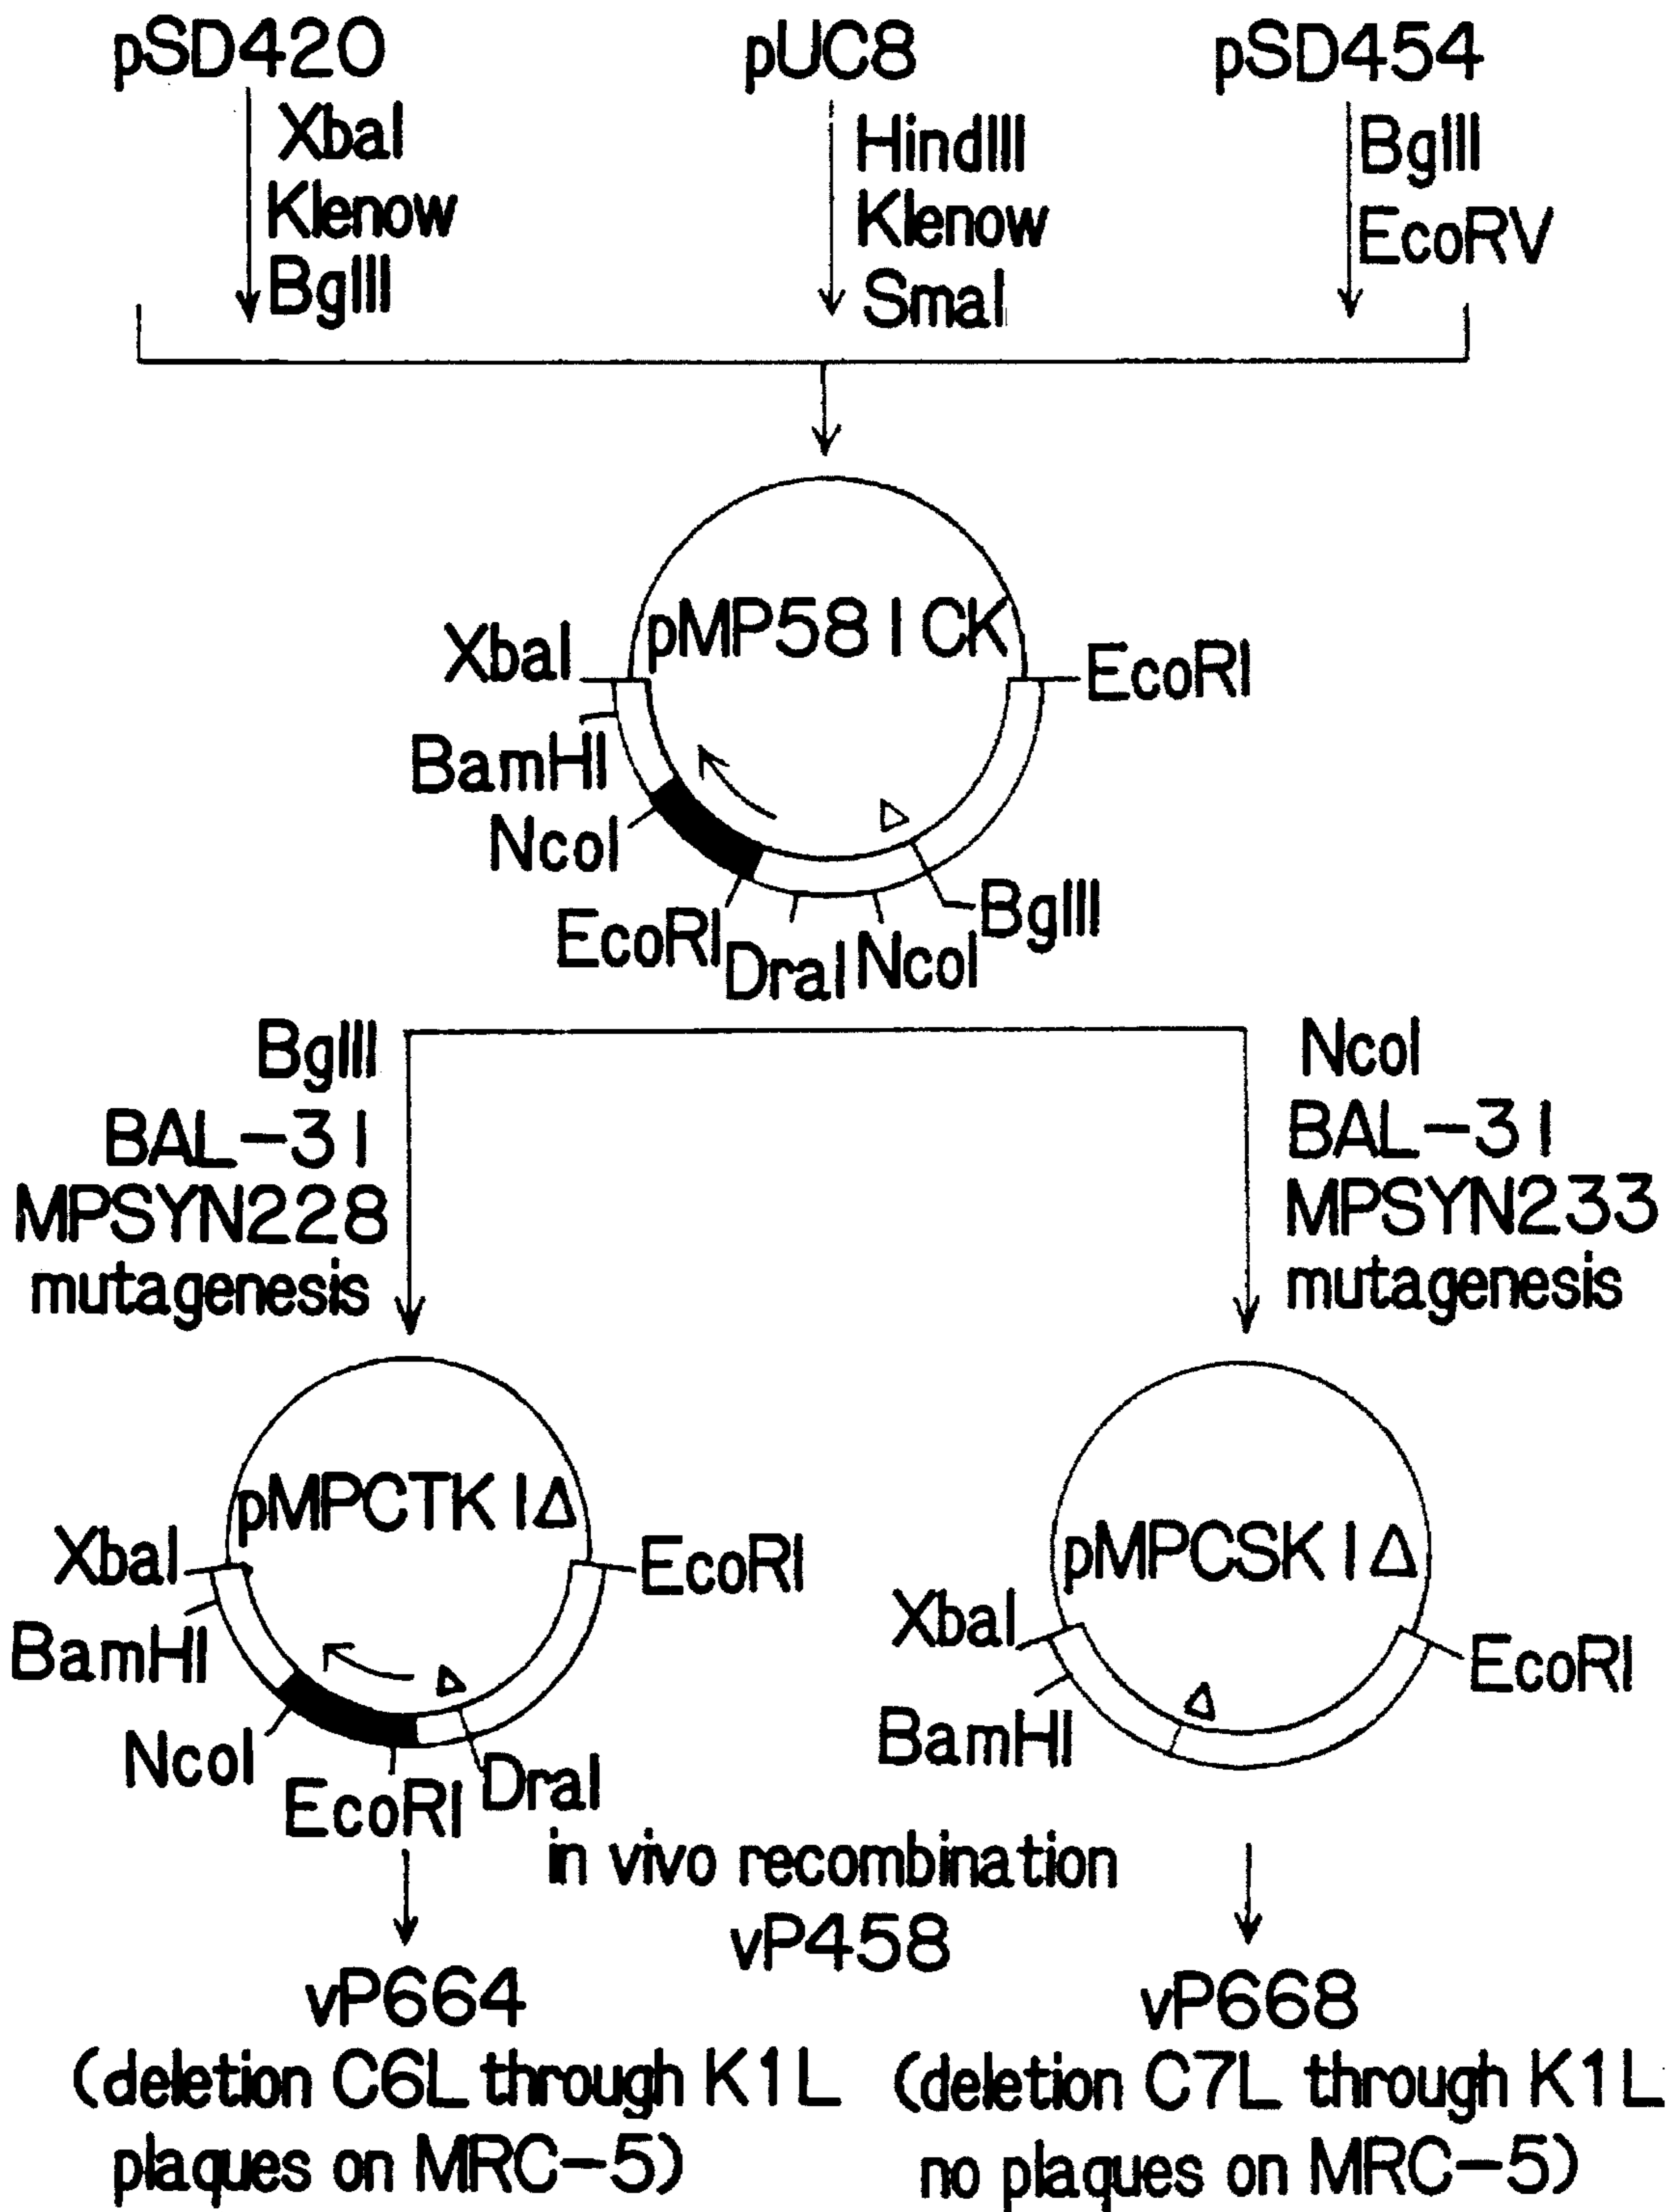 pSD420
pUC8
pSD454
XbaI
Klenow
BglII
HindIII
Klenow
SmaI
BglII
EcoRV
pMP581CK
XbaI
EcoRI
BamHI
NcoI
EcoRI
DraI
NcoI
BglII
BglII
BAL-31
MPSYN228
mutagenesis
NcoI
BAL-31
MPSYN233
mutagenesis
pMPCTK1Δ
XbaI
EcoRI
BamHI
NcoI
EcoRI
DraI
pMPCSK1Δ
XbaI
EcoRI
BamHI
in vivo recombination
vP458
vP664
(deletion C6L through K1L
plaques on MRC-5)
vP668
(deletion C7L through K1L
no plaques on MRC-5)